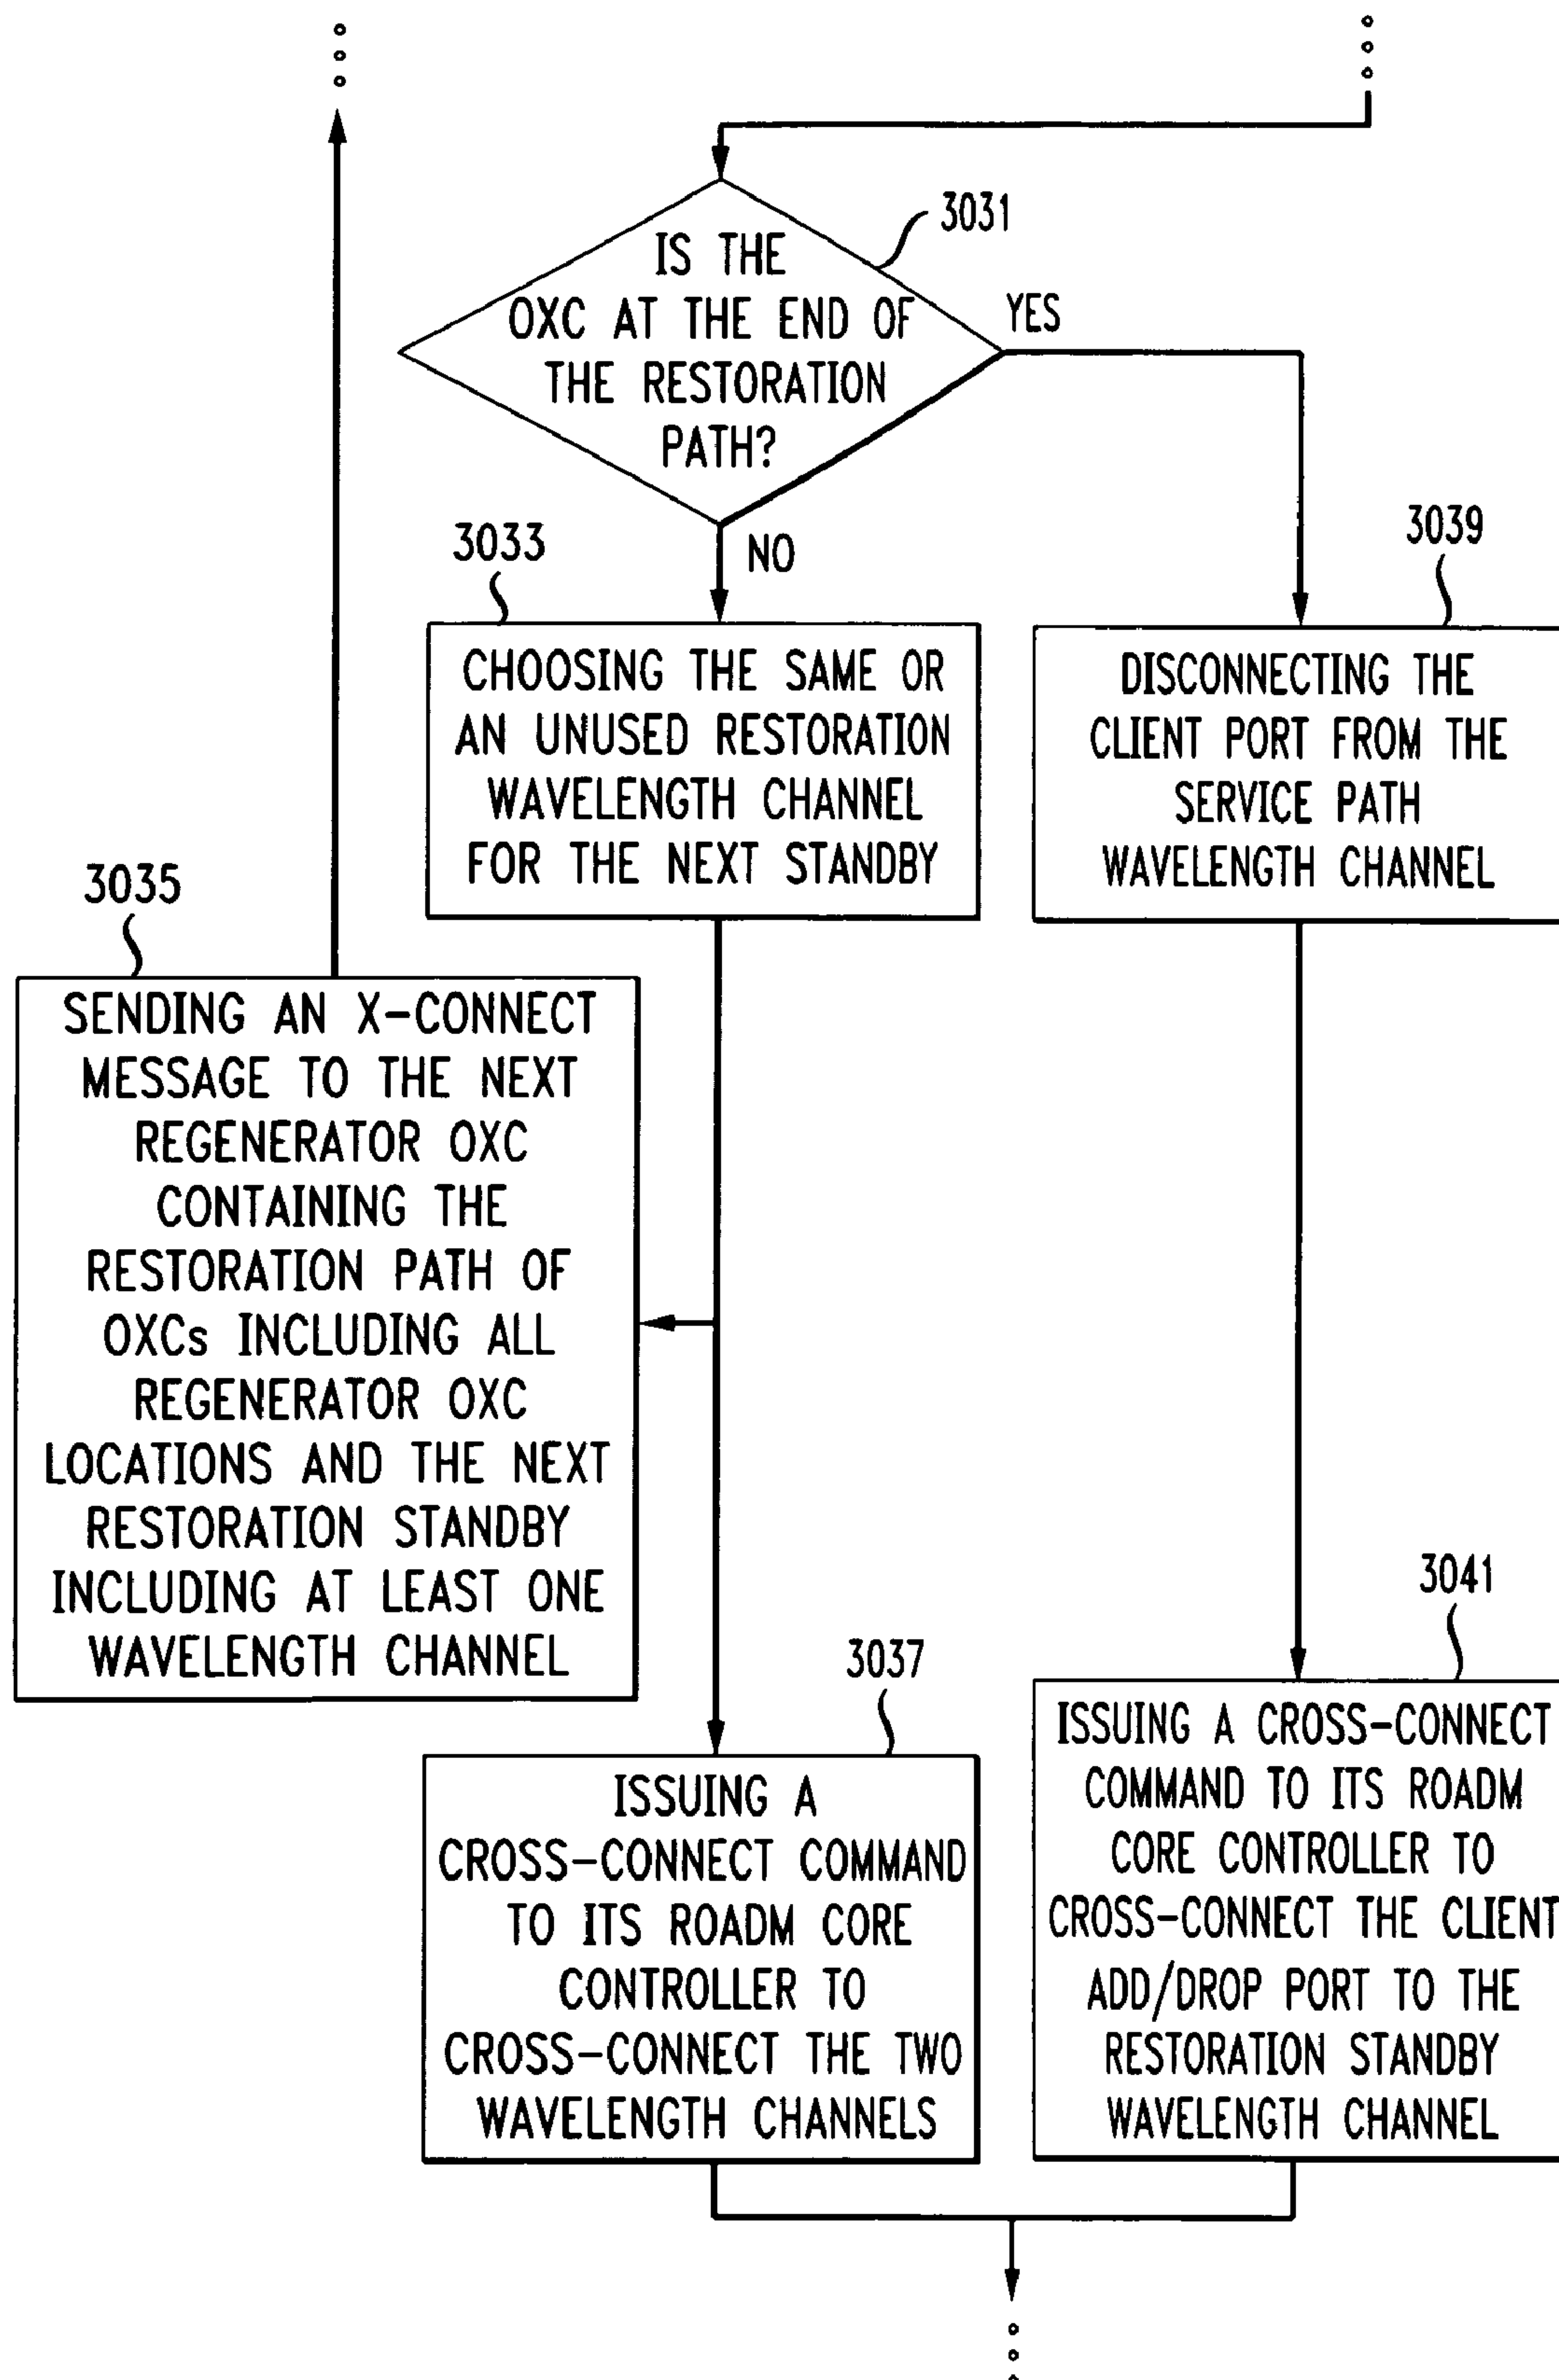 3031
IS THE
OXC AT THE END OF
THE RESTORATION
PATH?
YES
NO
3033
CHOOSING THE SAME OR
AN UNUSED RESTORATION
WAVELENGTH CHANNEL
FOR THE NEXT STANDBY
3039
DISCONNECTING THE
CLIENT PORT FROM THE
SERVICE PATH
WAVELENGTH CHANNEL
3035
SENDING AN X-CONNECT
MESSAGE TO THE NEXT
REGENERATOR OXC
CONTAINING THE
RESTORATION PATH OF
OXCs INCLUDING ALL
REGENERATOR OXC
LOCATIONS AND THE NEXT
RESTORATION STANDBY
INCLUDING AT LEAST ONE
WAVELENGTH CHANNEL
3037
ISSUING A
CROSS-CONNECT COMMAND
TO ITS ROADM CORE
CONTROLLER TO
CROSS-CONNECT THE TWO
WAVELENGTH CHANNELS
3041
ISSUING A CROSS-CONNECT
COMMAND TO ITS ROADM
CORE CONTROLLER TO
CROSS-CONNECT THE CLIENT
ADD/DROP PORT TO THE
RESTORATION STANDBY
WAVELENGTH CHANNEL